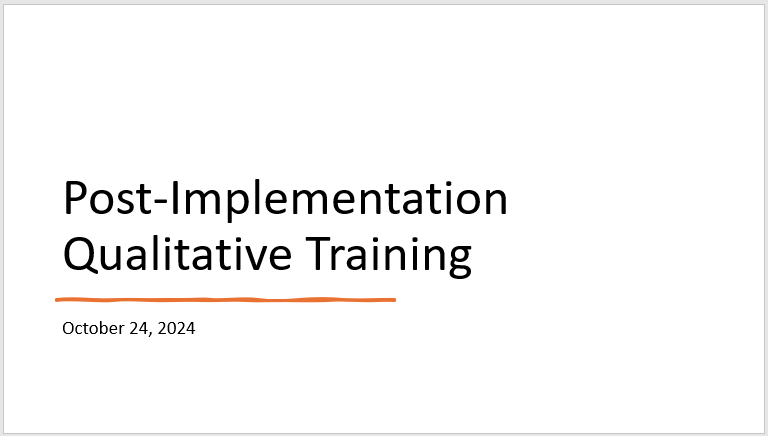 Post-Implementation
Qualitative Training
October 24, 2024